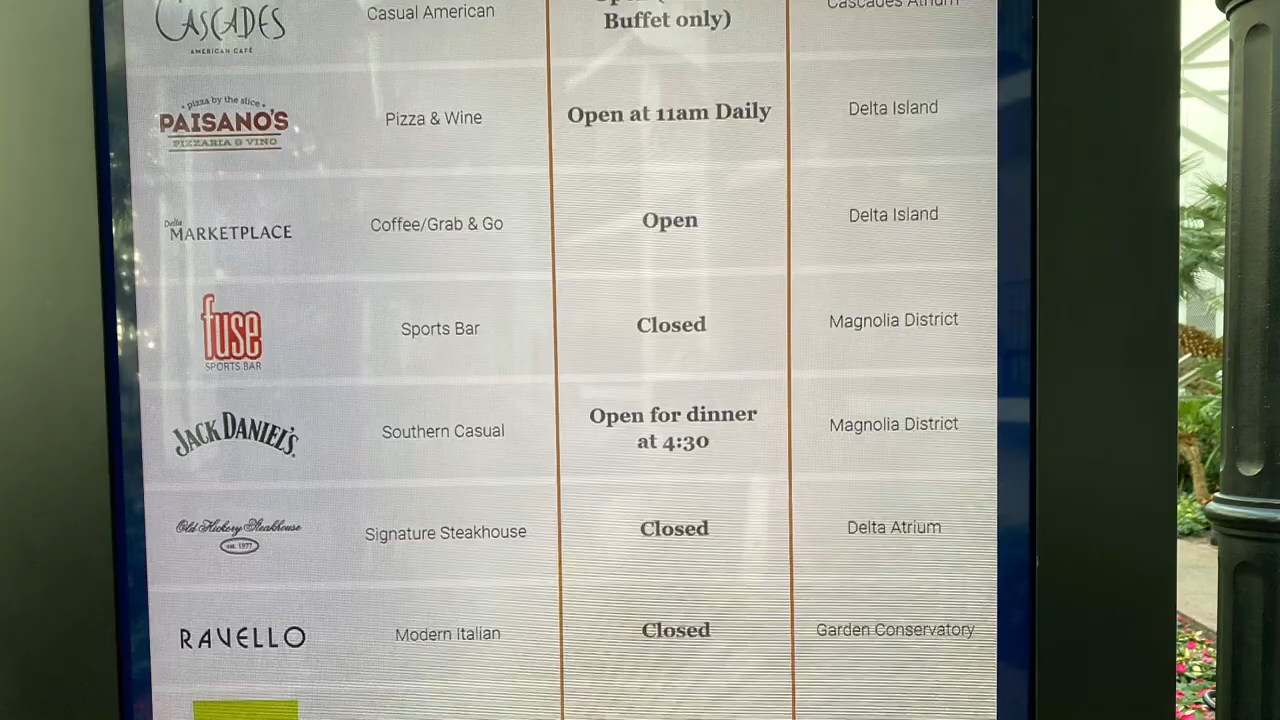 CASCADES
AMERICAN CAFÉ
Casual American
Buffet only)
Cascades Atrium
• pizza by the slice •
PAISANO'S
PIZZARIA & VINO
Pizza & Wine
Open at 11am Daily
Delta Island
Delta
MARKETPLACE
Coffee/Grab & Go
Open
Delta Island
fuse
SPORTS BAR
Sports Bar
Closed
Magnolia District
JACK DANIEL'S
Southern Casual
Open for dinner
at 4:30
Magnolia District
Old Hickory Steakhouse
est. 1977
Signature Steakhouse
Closed
Delta Atrium
RAVELLO
Modern Italian
Closed
Garden Conservatory